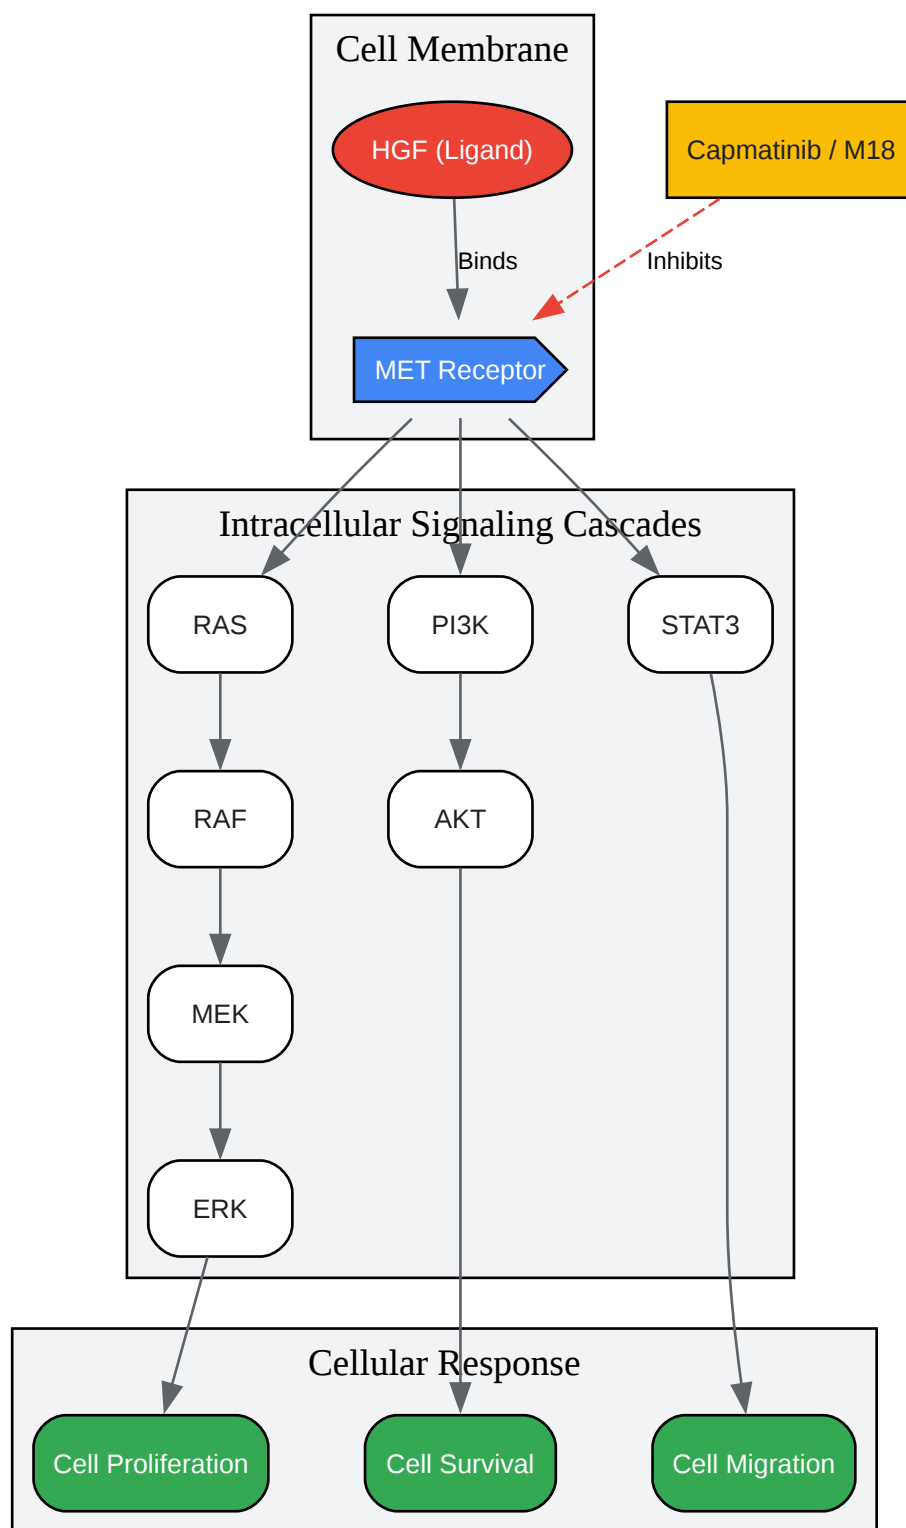 Cell Membrane
HGF (Ligand)
Capmatinib / M18
Binds
Inhibits
MET Receptor
Intracellular Signaling Cascades
RAS
PI3K
STAT3
RAF
AKT
MEK
ERK
Cellular Response
Cell Proliferation
Cell Survival
Cell Migration